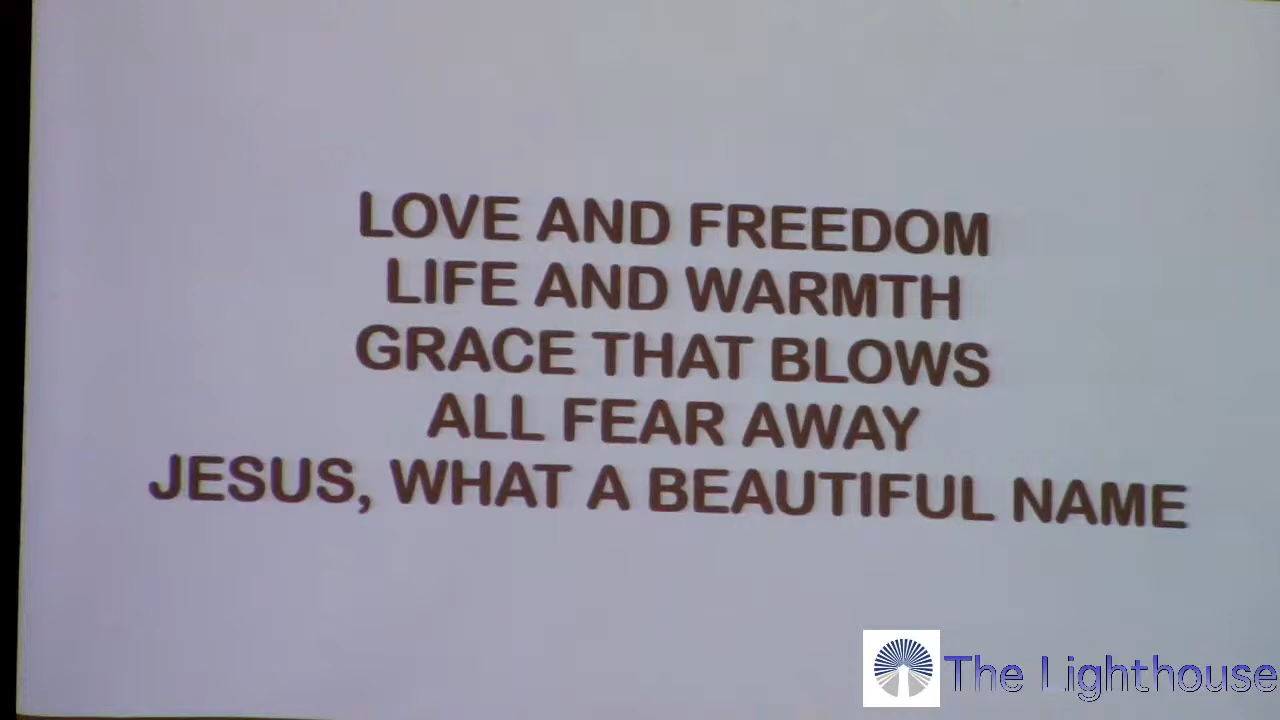 LOVE AND FREEDOM
LIFE AND WARMTH
GRACE THAT BLOWS
ALL FEAR AWAY
JESUS, WHAT A BEAUTIFUL NAME
The Lighthouse